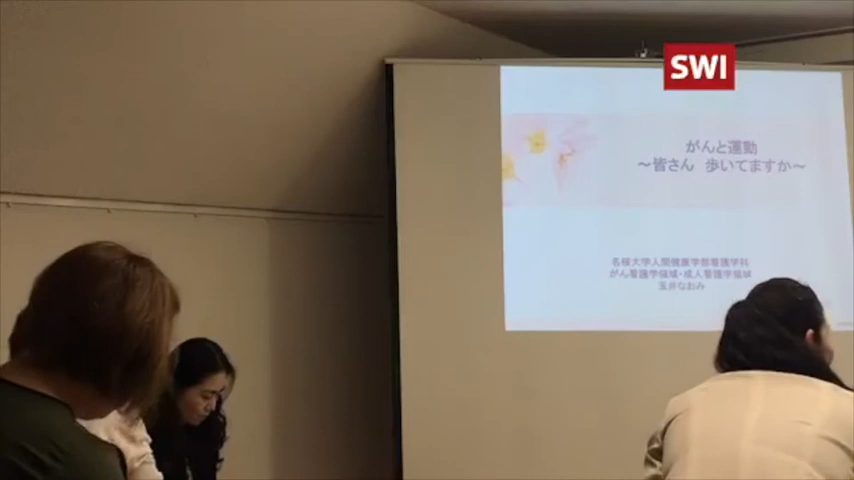 SWI
がんと運動
～皆さん 歩いてますか～
名桜大学人間健康学部看護学科
がん看護学領域・成人看護学領域
玉井なおみ